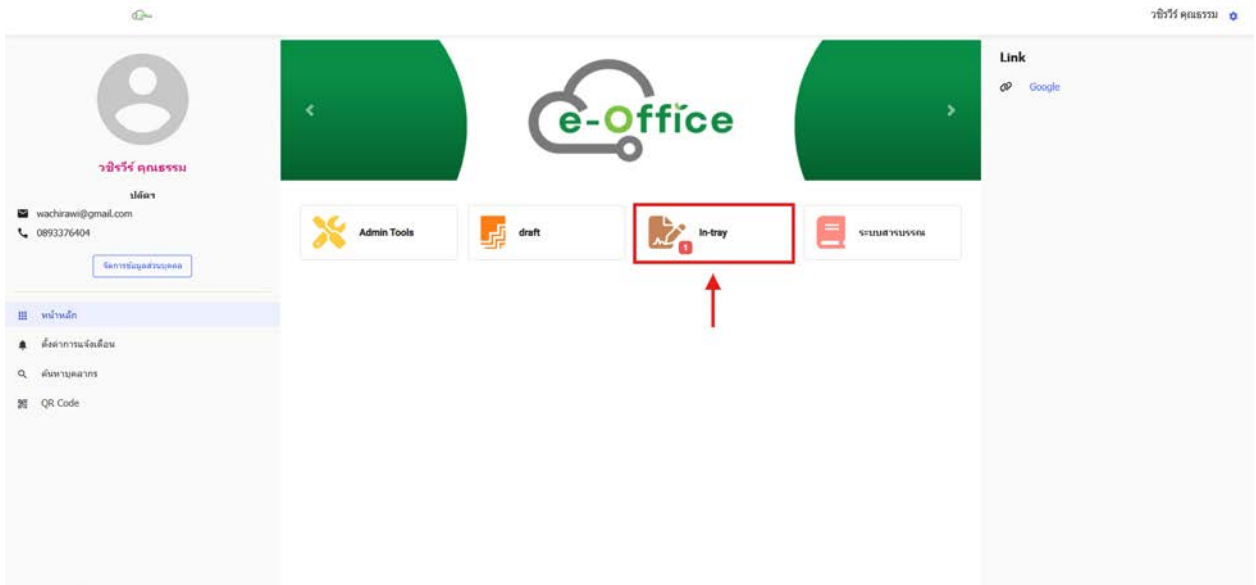 e-Office
วชิรวีร์ คุณธรรม
วชิรวีร์ คุณธรรม
ปลัดฯ
wachirawi@gmail.com
0893376404
จัดการข้อมูลส่วนบุคคล
หน้าหลัก
ตั้งค่าการแจ้งเตือน
ค้นหาบุคลากร
QR Code
e-Office
Admin Tools
draft
In-tray
1
ระบบสารบรรณ
Link
Google